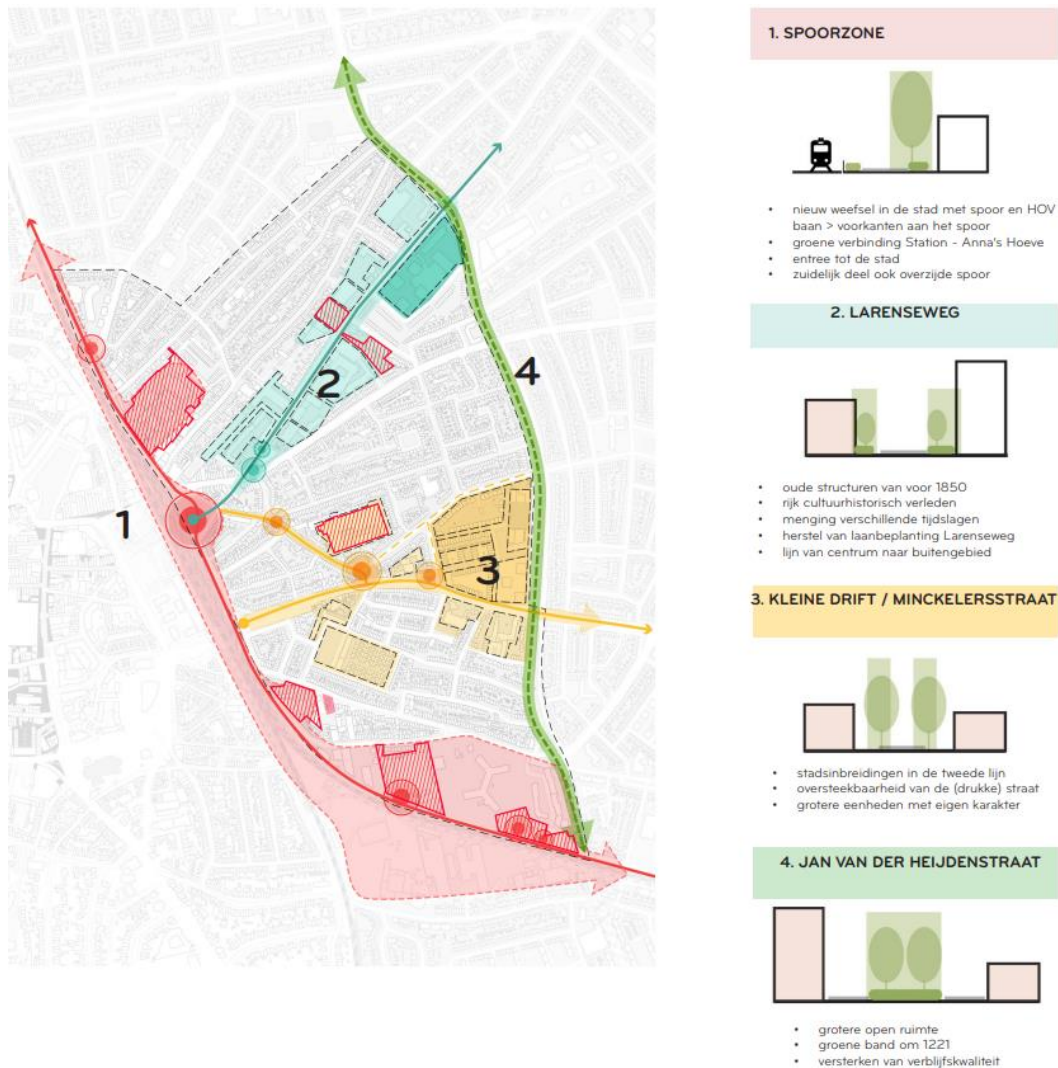 1
2
3
4
1. SPOORZONE
• nieuw weefsel in de stad met spoor en HOV
baan > voorkanten aan het spoor
• groene verbinding Station - Anna's Hoeve
• entree tot de stad
• zuidelijk deel ook overzijde spoor
2. LARENSEWEG
• oude structuren van voor 1850
• rijk cultuurhistorisch verleden
• menging verschillende tijdslagen
• herstel van laanbeplanting Larenseweg
• lijn van centrum naar buitengebied
3. KLEINE DRIFT / MINCKELERSSTRAAT
• stadsinbreidingen in de tweede lijn
• oversteekbaarheid van de (drukke) straat
• grotere eenheden met eigen karakter
4. JAN VAN DER HEIJDENSTRAAT
• grotere open ruimte
• groene band om 1221
• versterken van verblijfskwaliteit